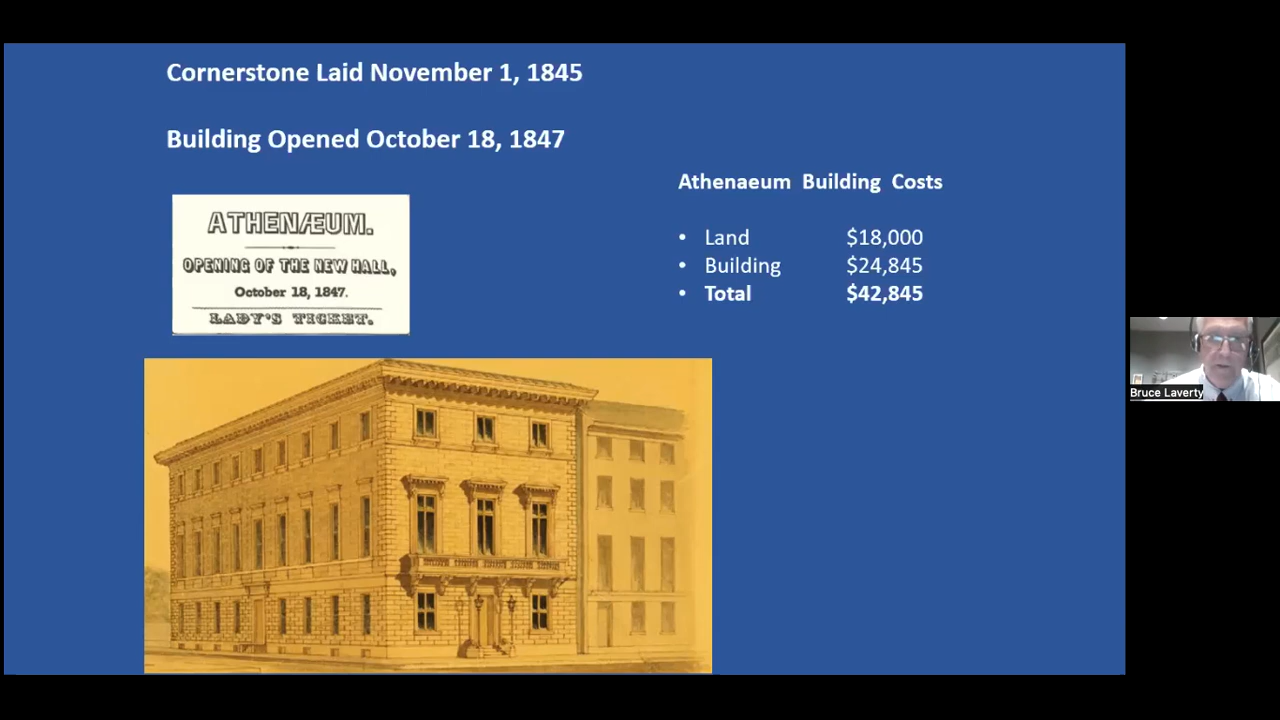 Cornerstone Laid November 1, 1845
Building Opened October 18, 1847
ATHENÆUM.
OPENING OF THE NEW HALL,
October 18, 1847.
LADY'S TICKET.
Athenaeum Building Costs
• Land $18,000
• Building $24,845
• Total $42,845
Bruce Laverty